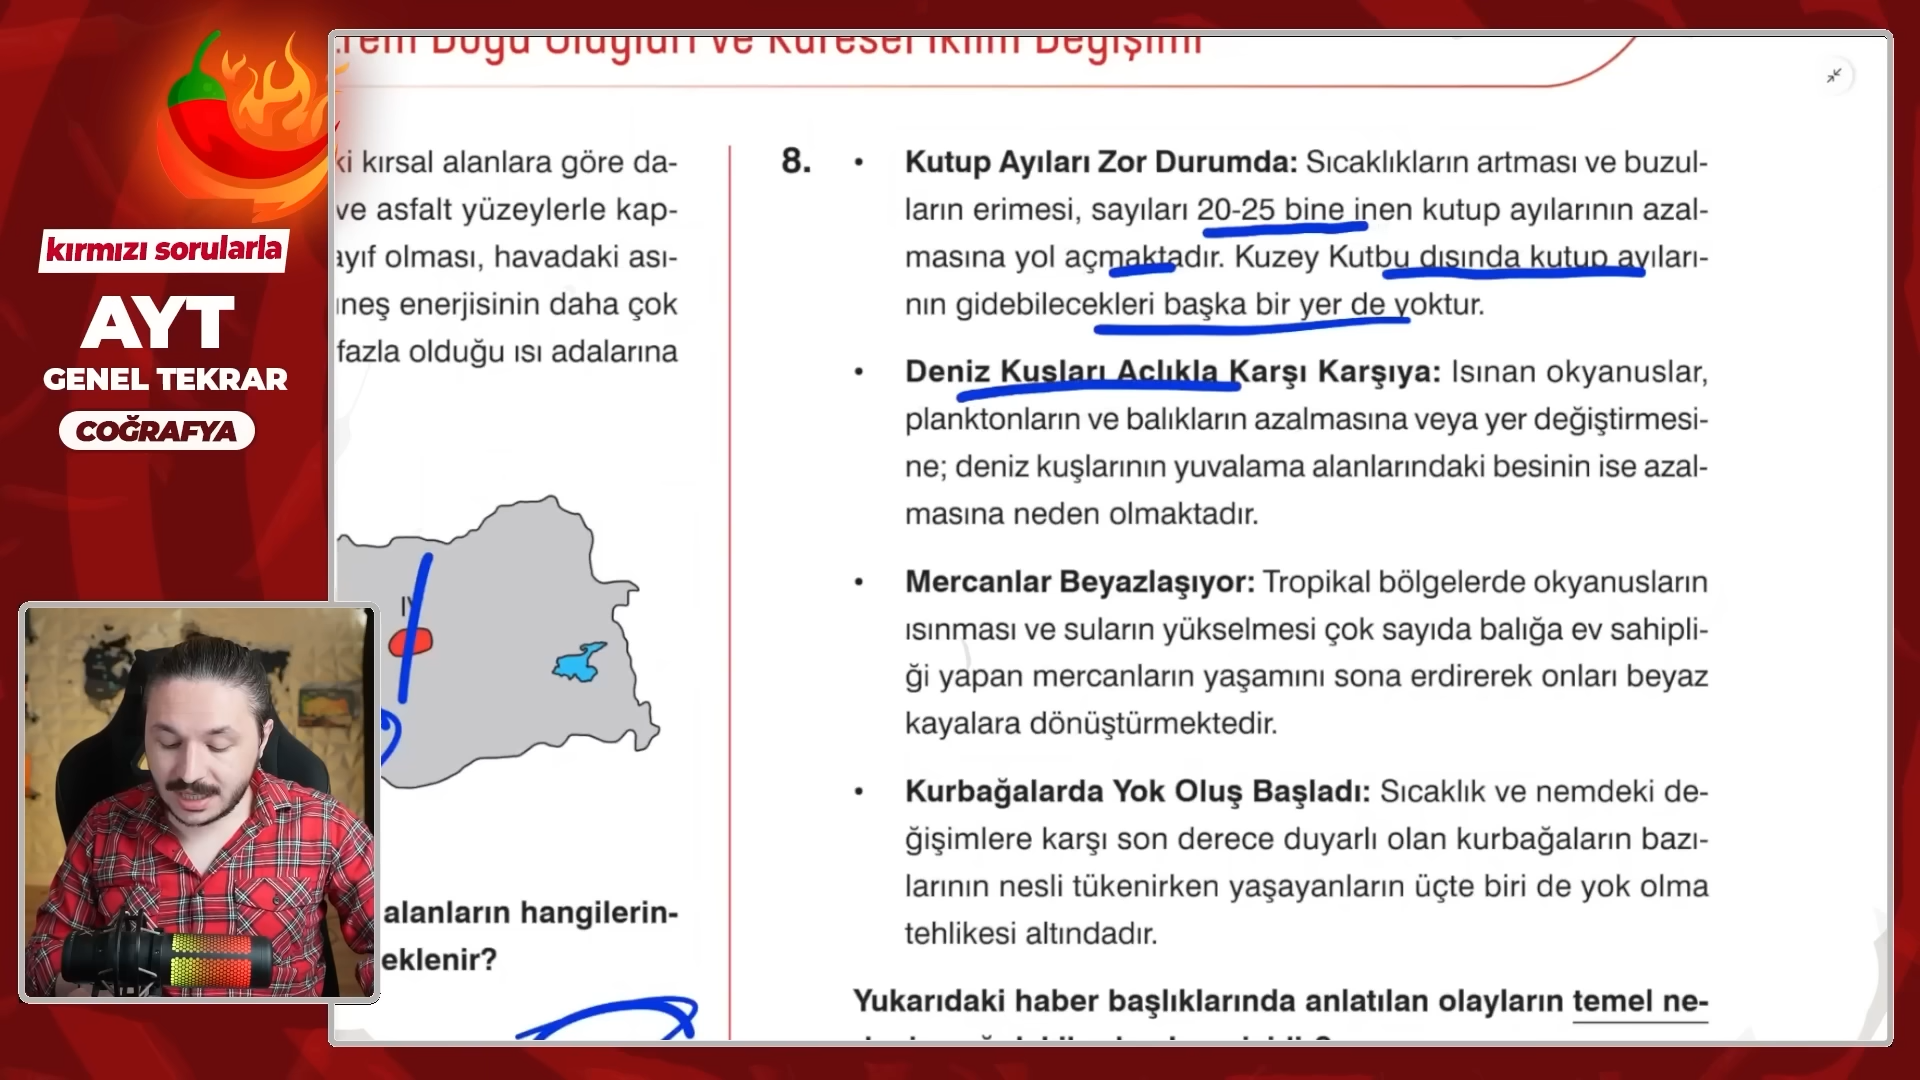 kırmızı sorularla
AYT
GENEL TEKRAR
COĞRAFYA
Doğa Olayları ve Küresel İklim Değişimi
ki kırsal alanlara göre da-
ve asfalt yüzeylerle kap-
ayıf olması, havadaki ası-
neş enerjisinin daha çok
fazla olduğu ısı adalarına
IV
alanların hangilerin-
eklenir?
8.
• Kutup Ayıları Zor Durumda: Sıcaklıkların artması ve buzul-
ların erimesi, sayıları 20-25 bine inen kutup ayılarının azal-
masına yol açmaktadır. Kuzey Kutbu dışında kutup ayıları-
nın gidebilecekleri başka bir yer de yoktur.
• Deniz Kuşları Açlıkla Karşı Karşıya: Isınan okyanuslar,
planktonların ve balıkların azalmasına veya yer değiştirmesi-
ne; deniz kuşlarının yuvalama alanlarındaki besinin ise azal-
masına neden olmaktadır.
• Mercanlar Beyazlaşıyor: Tropikal bölgelerde okyanusların
ısınması ve suların yükselmesi çok sayıda balığa ev sahipli-
ği yapan mercanların yaşamını sona erdirerek onları beyaz
kayalara dönüştürmektedir.
• Kurbağalarda Yok Oluş Başladı: Sıcaklık ve nemdeki de-
ğişimlere karşı son derece duyarlı olan kurbağaların bazı-
larının nesli tükenirken yaşayanların üçte biri de yok olma
tehlikesi altındadır.
Yukarıdaki haber başlıklarında anlatılan olayların temel ne-